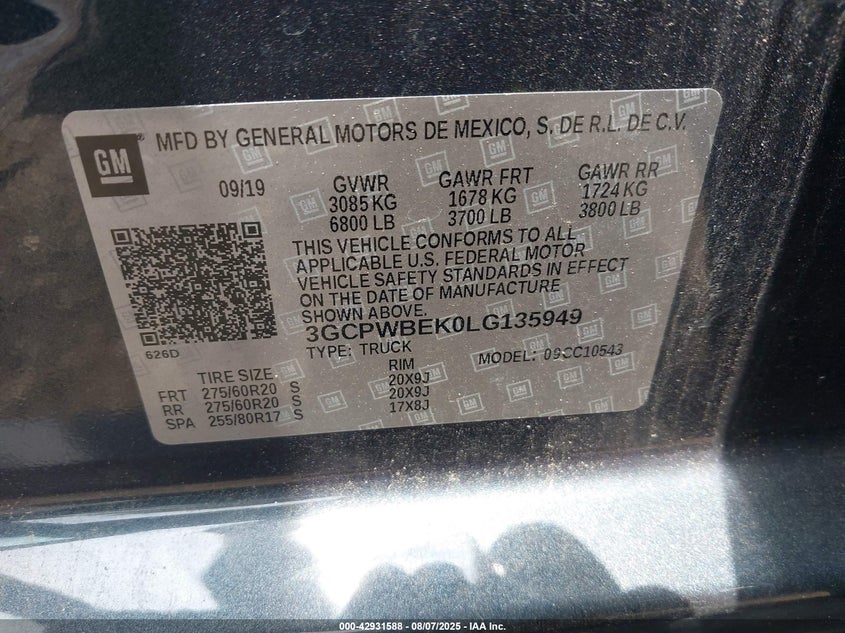 GM
MFD BY GENERAL MOTORS DE MEXICO, S. DE R.L. DE C.V.
09/19 GVWR GAWR FRT GAWR RR
3085 KG 1678 KG 1724 KG
6800 LB 3700 LB 3800 LB
THIS VEHICLE CONFORMS TO ALL
APPLICABLE U.S. FEDERAL MOTOR
VEHICLE SAFETY STANDARDS IN EFFECT
ON THE DATE OF MANUFACTURE
SHOWN ABOVE.
3GCPWBEK0LG135949
626D TYPE: TRUCK MODEL: 09CC10543
TIRE SIZE RIM
FRT 275/60R20 S 20X9J
RR 275/60R20 S 20X9J
SPA 255/80R17 S 17X8J
000-42931588 | 08/07/2025 - IAA Inc.